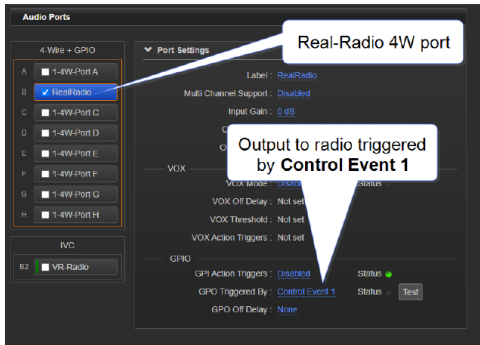 Audio Ports
Real-Radio 4W port
4-Wire + GPIO
A 1-4W-Port A
B RealRadio
C 1-4W-Port C
D 1-4W-Port D
E 1-4W-Port E
F 1-4W-Port F
G 1-4W-Port G
H 1-4W-Port H
IVC
B2 VR-Radio
Port Settings
Label : RealRadio
Multi Channel Support : Disabled
Input Gain : 0 dB
Output to radio triggered
by Control Event 1
VOX
VOX Mode : Status
VOX Off Delay : Not set
VOX Threshold : Not set
VOX Action Triggers : Not set
GPIO
GPI Action Triggers : Disabled Status
GPO Triggered By : Control Event 1 Status Test
GPO Off Delay : None